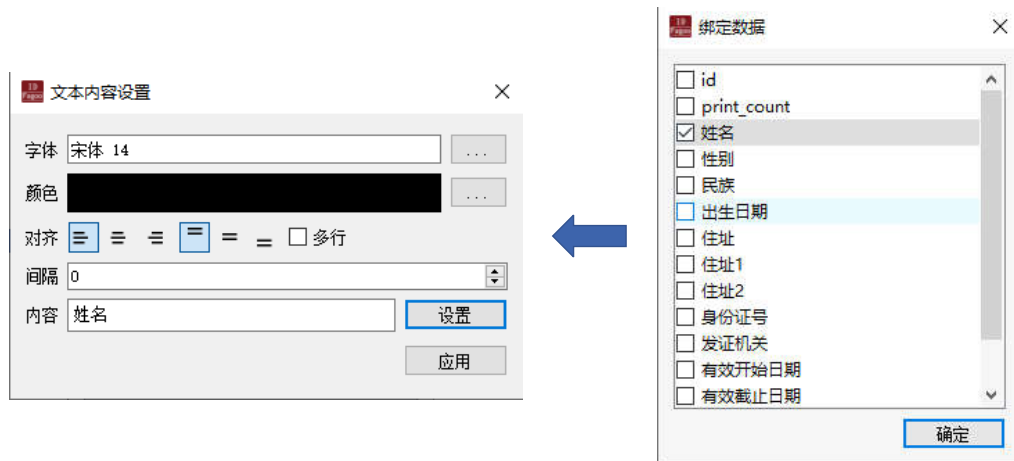 文本内容设置
字体 宋体 14 ...
颜色 ...
对齐 多行
间隔 0
内容 姓名 设置
应用
绑定数据
id
print_count
姓名
性别
民族
出生日期
住址
住址1
住址2
身份证号
发证机关
有效开始日期
有效截止日期
确定